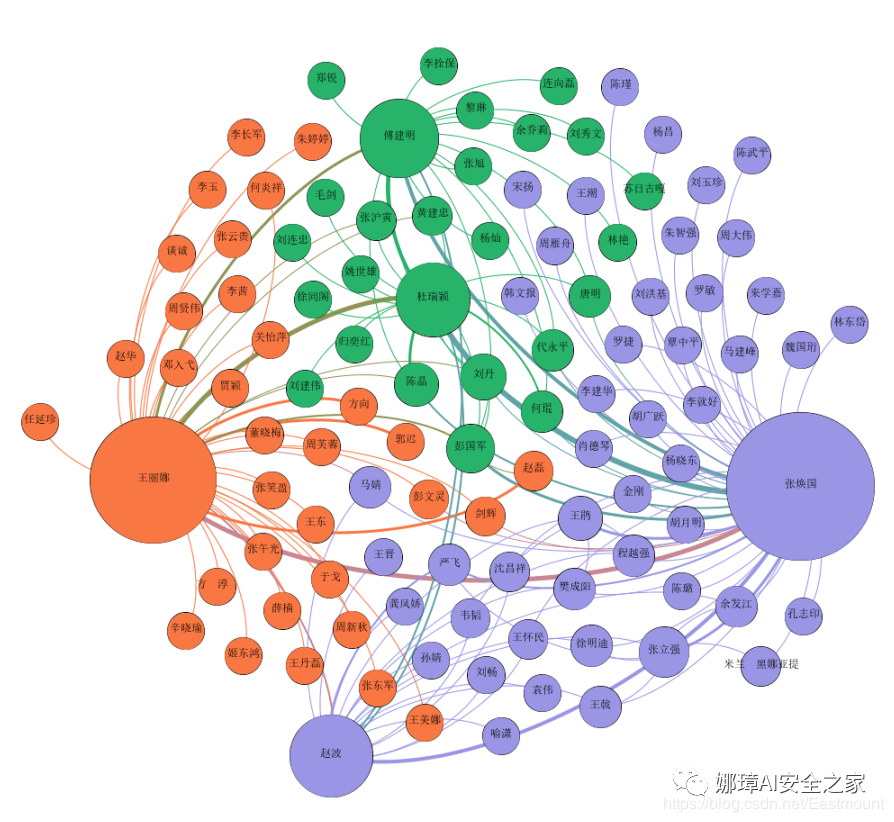 李拴保
郑锐
连向磊
陈瑾
黎琳
李长军
朱婷婷
傅建明
余乔莉
刘秀文
杨昌
陈武平
张旭
李玉
何炎祥
毛剑
宋扬
王潮
苏日古嘎
刘玉珍
张沪寅
黄建忠
张云贵
刘连忠
杨灿
周雁舟
林艳
朱智强
周大伟
谈诚
姚世雄
李茜
徐同阁
杜瑞颖
韩文报
唐明
刘洪基
罗敏
来学嘉
周贤伟
林东岱
关怡萍
归奕红
代永平
罗捷
覃中平
马建峰
魏国珩
赵华
邓入弋
贾颖
刘建伟
陈晶
刘丹
李建华
方向
何琨
胡广跃
李就好
任延珍
董晓梅
周芙蓉
郭迟
彭国军
肖德琴
杨晓东
王丽娜
赵磊
张焕国
张笑盈
马婧
彭文灵
金刚
王东
剑辉
王鹃
胡月明
张午光
王晋
严飞
沈昌祥
程越强
方 淳
于戈
樊成阳
陈璐
薛楠
龚凤娇
余发江
辛晓瑜
周新秋
韦韬
孔志印
王怀民
徐明迪
姬东鸿
王丹磊
孙婧
张立强
米兰 黑娜亚提
刘畅
张东军
袁伟
王戟
王美娜
喻潇
赵波
娜璋AI安全之家
https://blog.csdn.net/Eastmount